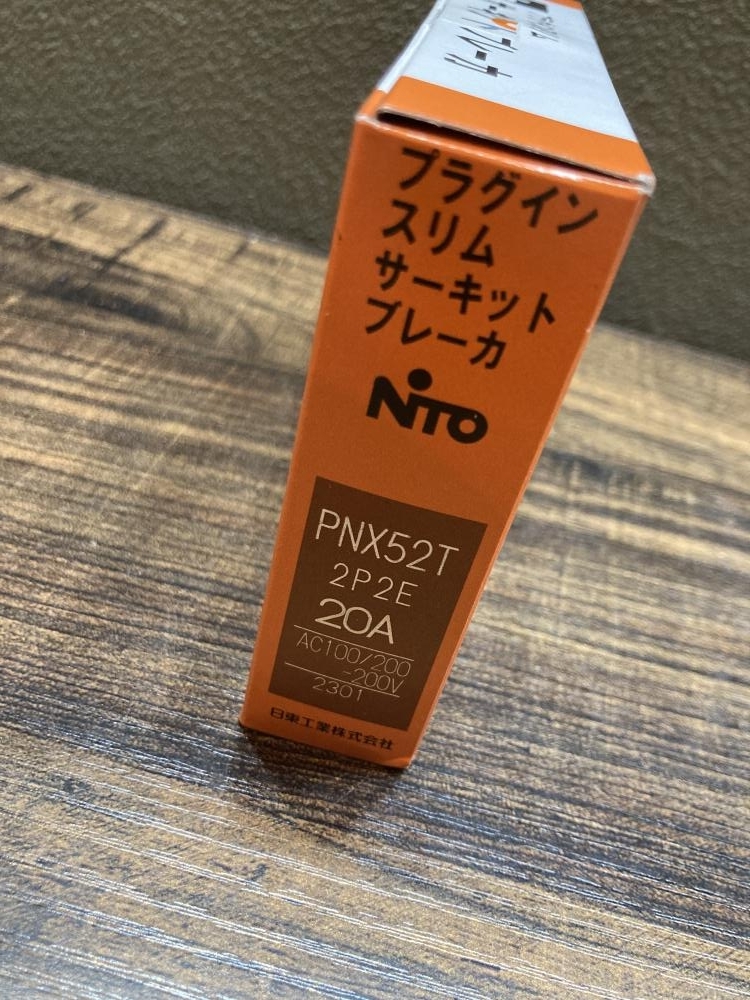 プラグイン
スリム
サーキット
ブレーカ
NITO
PNX52T
2P2E
20A
AC100/200
-200V
2301
日東工業株式会社